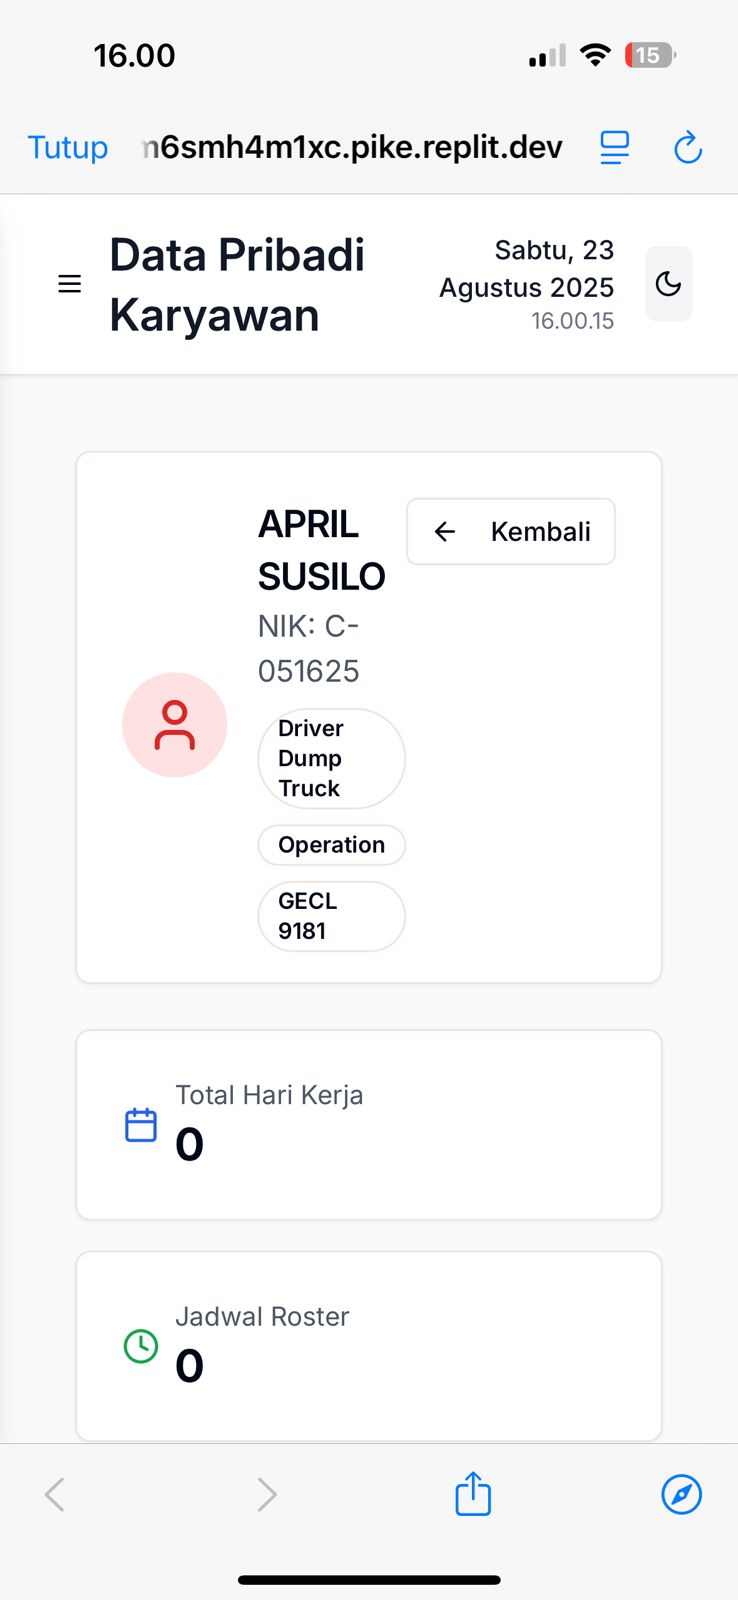 16.00
15
Tutup
n6smh4m1xc.pike.replit.dev
Data Pribadi
Karyawan
Sabtu, 23
Agustus 2025
16.00.15
APRIL
SUSILO
Kembali
NIK: C-
051625
Driver
Dump
Truck
Operation
GECL
9181
Total Hari Kerja
0
Jadwal Roster
0